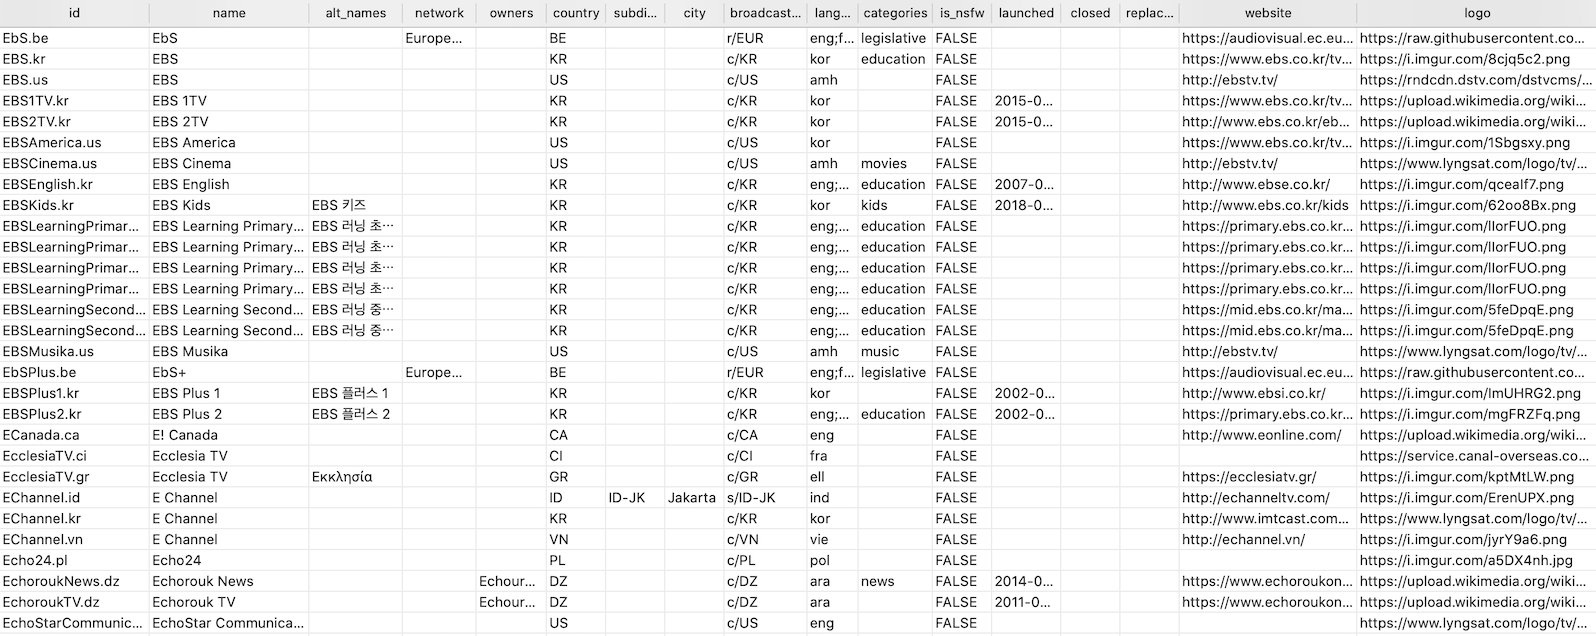 id name alt_names network owners country subdi... city broadcast... lang... categories is_nsfw launched closed replac... website logo
EbS.be EbS Europe... BE r/EUR eng;f... legislative FALSE https://audiovisual.ec.eu... https://raw.githubusercontent.co...
EBS.kr EBS KR c/KR kor education FALSE https://www.ebs.co.kr/tv... https://i.imgur.com/8cjq5c2.png
EBS.us EBS US c/US amh FALSE http://ebstv.tv/ https://rndcdn.dstv.com/dstvcms/...
EBS1TV.kr EBS 1TV KR c/KR kor FALSE 2015-0... https://www.ebs.co.kr/tv... https://upload.wikimedia.org/wiki...
EBS2TV.kr EBS 2TV KR c/KR kor FALSE 2015-0... http://www.ebs.co.kr/eb... https://upload.wikimedia.org/wiki...
EBSAmerica.us EBS America US c/US kor FALSE https://www.ebs.co.kr/tv... https://i.imgur.com/1Sbgsxy.png
EBSCinema.us EBS Cinema US c/US amh movies FALSE http://ebstv.tv/ https://www.lyngsat.com/logo/tv/...
EBSEnglish.kr EBS English KR c/KR eng;... education FALSE 2007-0... http://www.ebse.co.kr/ https://i.imgur.com/qcealf7.png
EBSKids.kr EBS Kids EBS 키즈 KR c/KR kor kids FALSE 2018-0... http://www.ebs.co.kr/kids https://i.imgur.com/62oo8Bx.png
EBSLearningPrimar... EBS Learning Primary... EBS 러닝 초… KR c/KR eng;... education FALSE https://primary.ebs.co.kr... https://i.imgur.com/IIorFUO.png
EBSLearningPrimar... EBS Learning Primary... EBS 러닝 초… KR c/KR eng;... education FALSE https://primary.ebs.co.kr... https://i.imgur.com/IIorFUO.png
EBSLearningPrimar... EBS Learning Primary... EBS 러닝 초… KR c/KR eng;... education FALSE https://primary.ebs.co.kr... https://i.imgur.com/IIorFUO.png
EBSLearningPrimar... EBS Learning Primary... EBS 러닝 초… KR c/KR eng;... education FALSE https://primary.ebs.co.kr... https://i.imgur.com/IIorFUO.png
EBSLearningSecond... EBS Learning Second... EBS 러닝 중… KR c/KR eng;... education FALSE https://mid.ebs.co.kr/ma... https://i.imgur.com/5feDpqE.png
EBSLearningSecond... EBS Learning Second... EBS 러닝 중… KR c/KR eng;... education FALSE https://mid.ebs.co.kr/ma... https://i.imgur.com/5feDpqE.png
EBSMusika.us EBS Musika US c/US amh music FALSE http://ebstv.tv/ https://www.lyngsat.com/logo/tv/...
EbSPlus.be EbS+ Europe... BE r/EUR eng;f... legislative FALSE https://audiovisual.ec.eu... https://raw.githubusercontent.co...
EBSPlus1.kr EBS Plus 1 EBS 플러스 1 KR c/KR kor FALSE 2002-0... http://www.ebsi.co.kr/ https://i.imgur.com/ImUHRG2.png
EBSPlus2.kr EBS Plus 2 EBS 플러스 2 KR c/KR eng;... education FALSE 2002-0... https://primary.ebs.co.kr... https://i.imgur.com/mgFRZFq.png
ECanada.ca E! Canada CA c/CA eng FALSE http://www.eonline.com/ https://upload.wikimedia.org/wiki...
EcclesiaTV.ci Ecclesia TV CI c/CI fra FALSE https://service.canal-overseas.co...
EcclesiaTV.gr Ecclesia TV Εκκλησία GR c/GR ell FALSE https://ecclesiatv.gr/ https://i.imgur.com/kptMtLW.png
EChannel.id E Channel ID ID-JK Jakarta s/ID-JK ind FALSE http://echanneltv.com/ https://i.imgur.com/ErenUPX.png
EChannel.kr E Channel KR c/KR kor FALSE http://www.imtcast.com... https://www.lyngsat.com/logo/tv/...
EChannel.vn E Channel VN c/VN vie FALSE http://echannel.vn/ https://i.imgur.com/jyrY9a6.png
Echo24.pl Echo24 PL c/PL pol FALSE https://i.imgur.com/a5DX4nh.jpg
EchoroukNews.dz Echorouk News Echour... DZ c/DZ ara news FALSE 2014-0... https://www.echoroukon... https://upload.wikimedia.org/wiki...
EchoroukTV.dz Echorouk TV Echour... DZ c/DZ ara FALSE 2011-0... https://www.echoroukon... https://upload.wikimedia.org/wiki...
EchoStarCommunic... EchoStar Communica... US c/US eng FALSE https://www.lyngsat.com/logo/tv/...